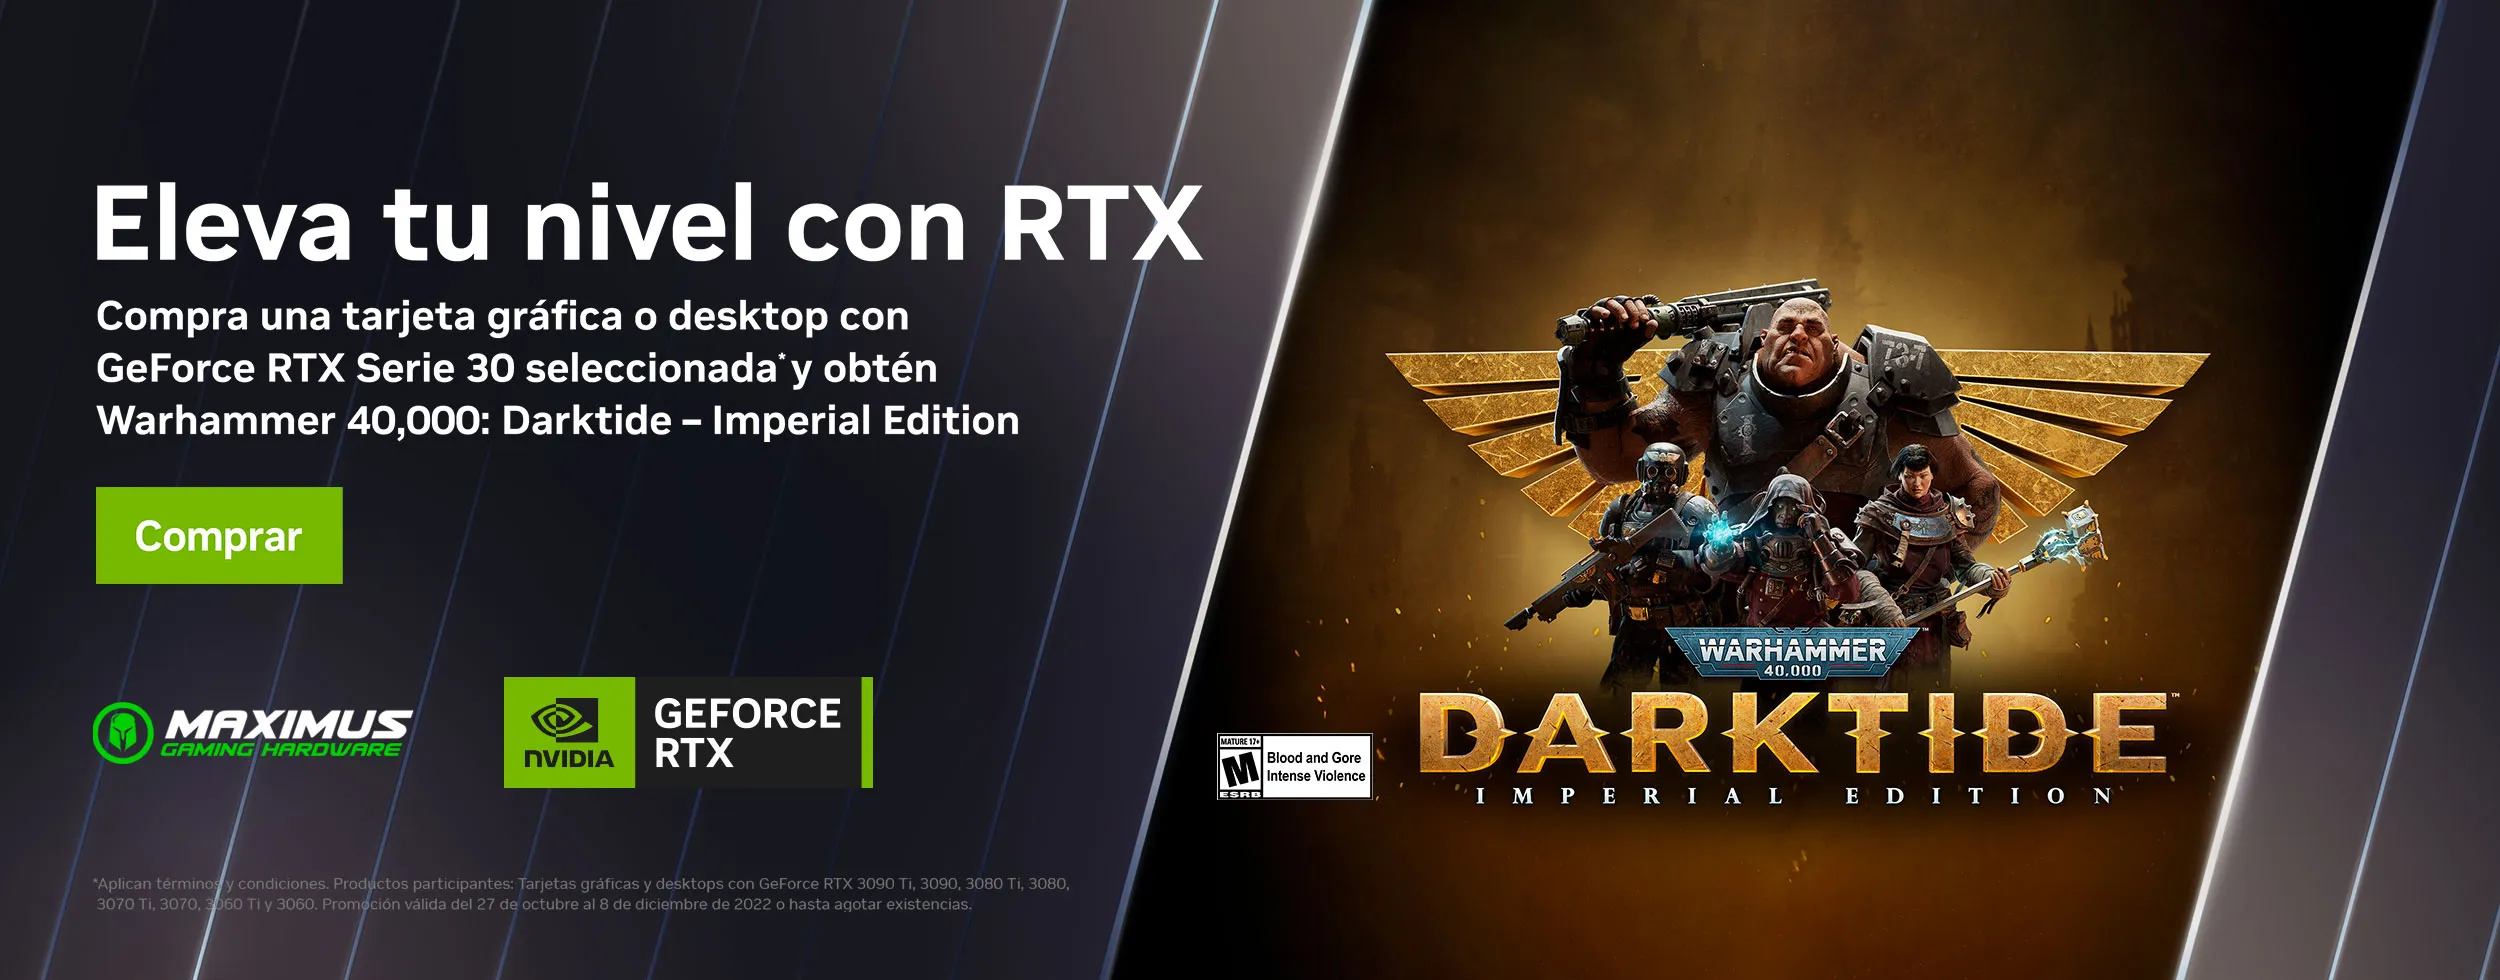 Eleva tu nivel con RTX
Compra una tarjeta gráfica o desktop con
GeForce RTX Serie 30 seleccionada* y obtén
Warhammer 40,000: Darktide – Imperial Edition
Comprar
MAXIMUS
GAMING HARDWARE
NVIDIA
GEFORCE
RTX
*Aplican términos y condiciones. Productos participantes: Tarjetas gráficas y desktops con GeForce RTX 3090 Ti, 3090, 3080 Ti, 3080,
3070 Ti, 3070, 3060 Ti y 3060. Promoción válida del 27 de octubre al 8 de diciembre de 2022 o hasta agotar existencias.
MATURE 17+
M
ESRB
Blood and Gore
Intense Violence
WARHAMMER™
40,000
DARKTIDE™
IMPERIAL EDITION